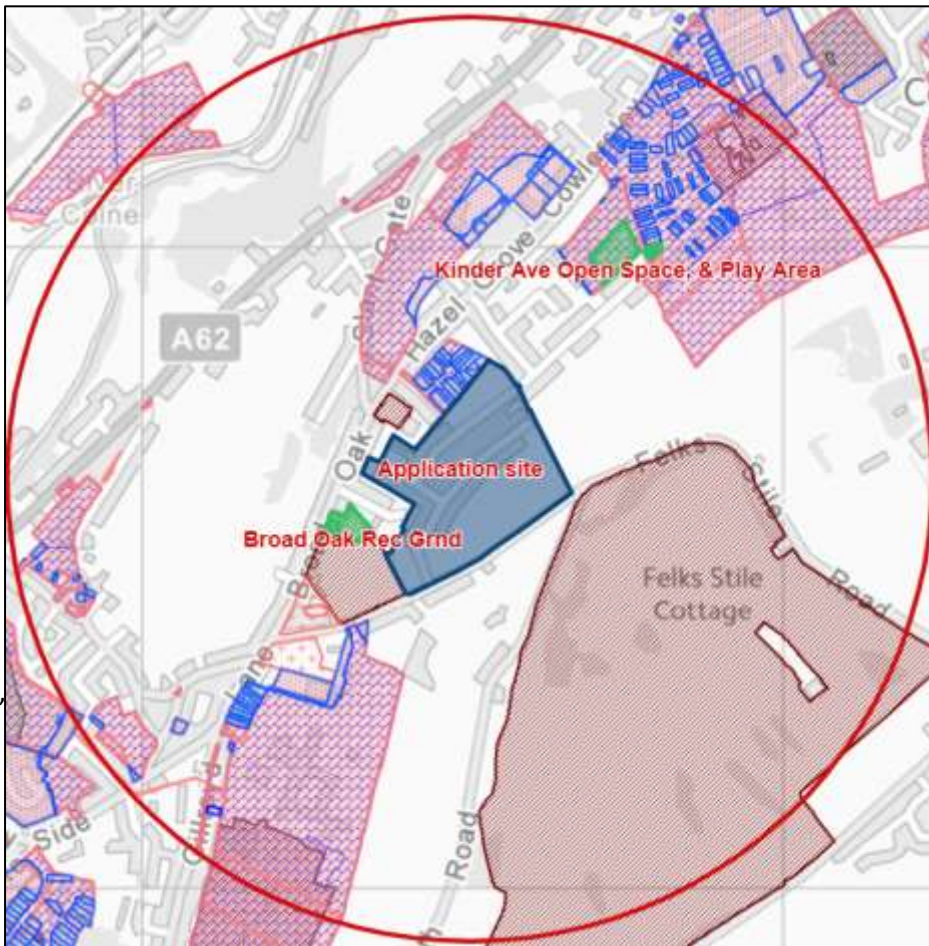 Kinder Ave Open Space, & Play Area
Hazel Grove
A62
Oak
Application site
Felks
Stile
Road
Broad Oak Rec Grnd
Felks Stile
Cottage
Lane
Side
Road